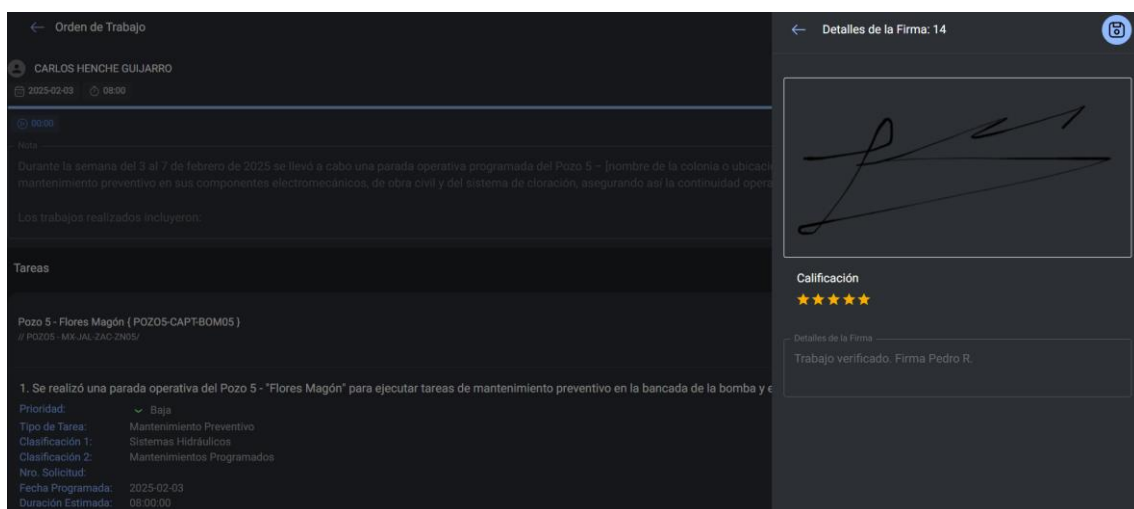 Orden de Trabajo
CARLOS HENCHE GUIJARRO
2025-02-03 08:00
00:00
Nota
Durante la semana del 3 al 7 de febrero de 2025 se llevó a cabo una parada operativa programada del Pozo 5 – [nombre de la colonia o ubicaci
mantenimiento preventivo en sus componentes electromecánicos, de obra civil y del sistema de cloración, asegurando así la continuidad opera
Los trabajos realizados incluyeron:
Tareas
Pozo 5 - Flores Magón { POZO5-CAPT-BOM05 }
// POZO5 - MX-JAL-ZAC-ZN05/
1. Se realizó una parada operativa del Pozo 5 - "Flores Magón" para ejecutar tareas de mantenimiento preventivo en la bancada de la bomba y e
Prioridad: Baja
Tipo de Tarea: Mantenimiento Preventivo
Clasificación 1: Sistemas Hidráulicos
Clasificación 2: Mantenimientos Programados
Nro. Solicitud:
Fecha Programada: 2025-02-03
Duración Estimada: 08:00:00
Detalles de la Firma: 14
Calificación
Detalles de la Firma
Trabajo verificado. Firma Pedro R.